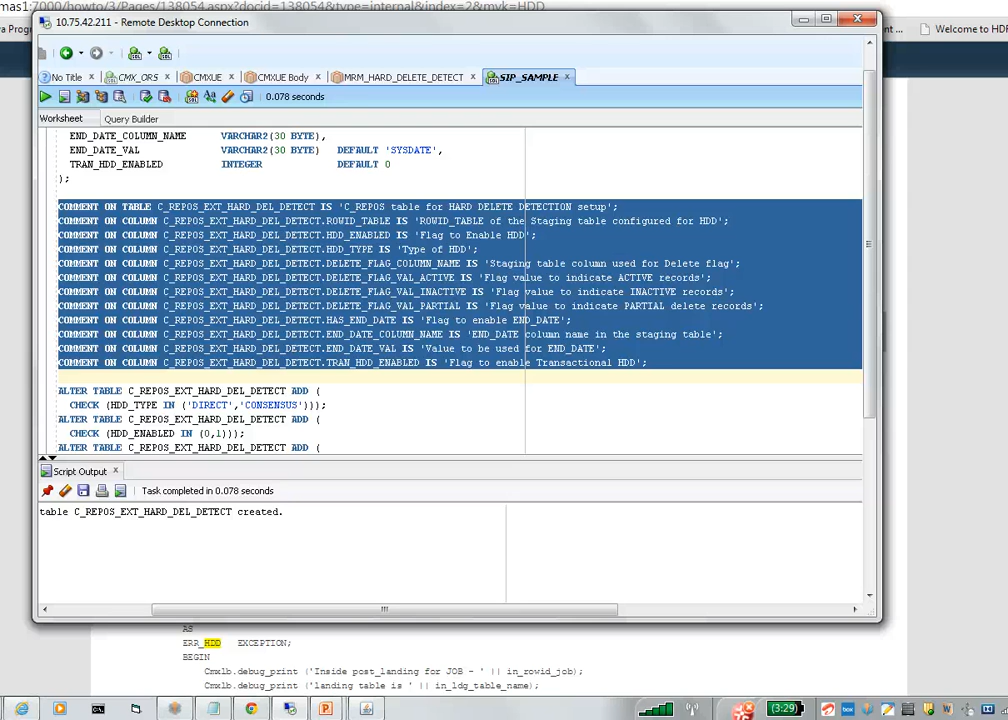 mas1:7000/howto/3/Pages/138054.aspx?docid=138054&type=internal&index=2&myk=HDD
va Progra
10.75.42.211 - Remote Desktop Connection
ent ...
Welcome to HDF
No Title
CMX_ORS
CMXUE
CMXUE Body
MRM_HARD_DELETE_DETECT
SIP_SAMPLE
0.078 seconds
Worksheet
Query Builder
END_DATE_COLUMN_NAME VARCHAR2(30 BYTE),
END_DATE_VAL VARCHAR2(30 BYTE) DEFAULT 'SYSDATE',
TRAN_HDD_ENABLED INTEGER DEFAULT 0
);
COMMENT ON TABLE C_REPOS_EXT_HARD_DEL_DETECT IS 'C_REPOS table for HARD DELETE DETECTION setup';
COMMENT ON COLUMN C_REPOS_EXT_HARD_DEL_DETECT.ROWID_TABLE IS 'ROWID_TABLE of the Staging table configured for HDD';
COMMENT ON COLUMN C_REPOS_EXT_HARD_DEL_DETECT.HDD_ENABLED IS 'Flag to Enable HDD';
COMMENT ON COLUMN C_REPOS_EXT_HARD_DEL_DETECT.HDD_TYPE IS 'Type of HDD';
COMMENT ON COLUMN C_REPOS_EXT_HARD_DEL_DETECT.DELETE_FLAG_COLUMN_NAME IS 'Staging table column used for Delete flag';
COMMENT ON COLUMN C_REPOS_EXT_HARD_DEL_DETECT.DELETE_FLAG_VAL_ACTIVE IS 'Flag value to indicate ACTIVE records';
COMMENT ON COLUMN C_REPOS_EXT_HARD_DEL_DETECT.DELETE_FLAG_VAL_INACTIVE IS 'Flag value to indicate INACTIVE records';
COMMENT ON COLUMN C_REPOS_EXT_HARD_DEL_DETECT.DELETE_FLAG_VAL_PARTIAL IS 'Flag value to indicate PARTIAL delete records';
COMMENT ON COLUMN C_REPOS_EXT_HARD_DEL_DETECT.HAS_END_DATE IS 'Flag to enable END_DATE';
COMMENT ON COLUMN C_REPOS_EXT_HARD_DEL_DETECT.END_DATE_COLUMN_NAME IS 'END_DATE column name in the staging table';
COMMENT ON COLUMN C_REPOS_EXT_HARD_DEL_DETECT.END_DATE_VAL IS 'Value to be used for END_DATE';
COMMENT ON COLUMN C_REPOS_EXT_HARD_DEL_DETECT.TRAN_HDD_ENABLED IS 'Flag to enable Transactional HDD';
ALTER TABLE C_REPOS_EXT_HARD_DEL_DETECT ADD (
CHECK (HDD_TYPE IN ('DIRECT','CONSENSUS')));
ALTER TABLE C_REPOS_EXT_HARD_DEL_DETECT ADD (
CHECK (HDD_ENABLED IN (0,1)));
ALTER TABLE C_REPOS_EXT_HARD_DEL_DETECT ADD (
Script Output
Task completed in 0.078 seconds
table C_REPOS_EXT_HARD_DEL_DETECT created.
AS
ERR_HDD EXCEPTION;
BEGIN
Cmxlb.debug_print ('Inside post_landing for JOB - ' || in_rowid_job);
Cmxlb.debug_print ('landing table is ' || in_ldg_table_name);
(3:29)